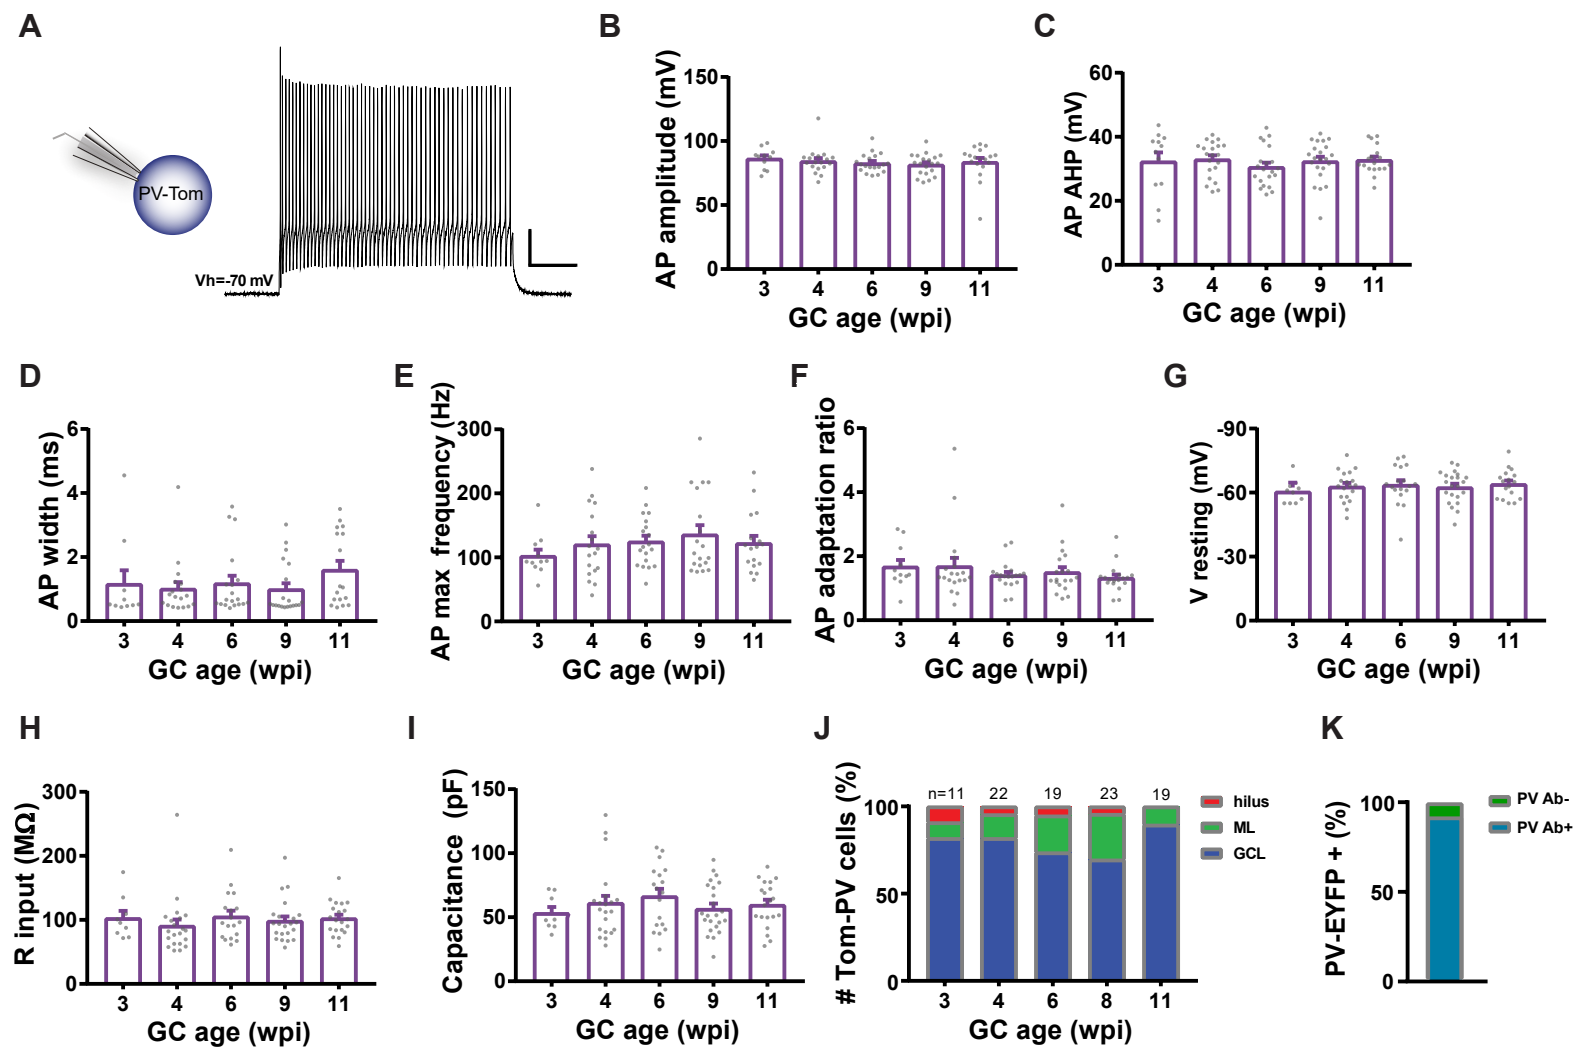 A
PV-Tom
Vh=-70 mV
B
AP amplitude (mV)
150
100
50
0
3 4 6 9 11
GC age (wpi)
C
AP AHP (mV)
60
40
20
0
3 4 6 9 11
GC age (wpi)
D
AP width (ms)
6
4
2
0
3 4 6 9 11
GC age (wpi)
E
AP max frequency (Hz)
300
200
100
0
3 4 6 9 11
GC age (wpi)
F
AP adaptation ratio
6
4
2
0
3 4 6 9 11
GC age (wpi)
G
V resting (mV)
-90
-60
-30
0
3 4 6 9 11
GC age (wpi)
H
R input (MΩ)
300
200
100
0
3 4 6 9 11
GC age (wpi)
I
Capacitance (pF)
150
100
50
0
3 4 6 9 11
GC age (wpi)
J
# Tom-PV cells (%)
n=11 22 19 23 19
100
50
0
3 4 6 8 11
GC age (wpi)
hilus
ML
GCL
K
PV-EYFP + (%)
100
50
0
PV Ab-
PV Ab+